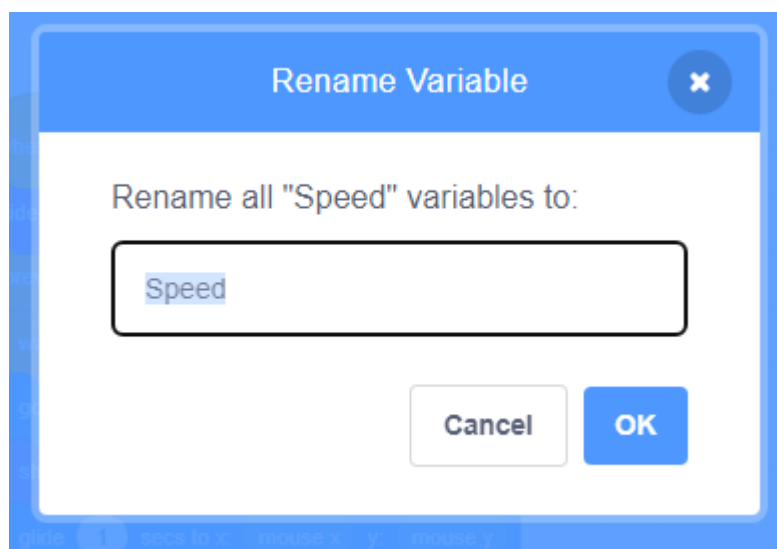 Rename Variable
Rename all "Speed" variables to:
Speed
Cancel
OK
glide 1 secs to x: mouse x y: mouse y